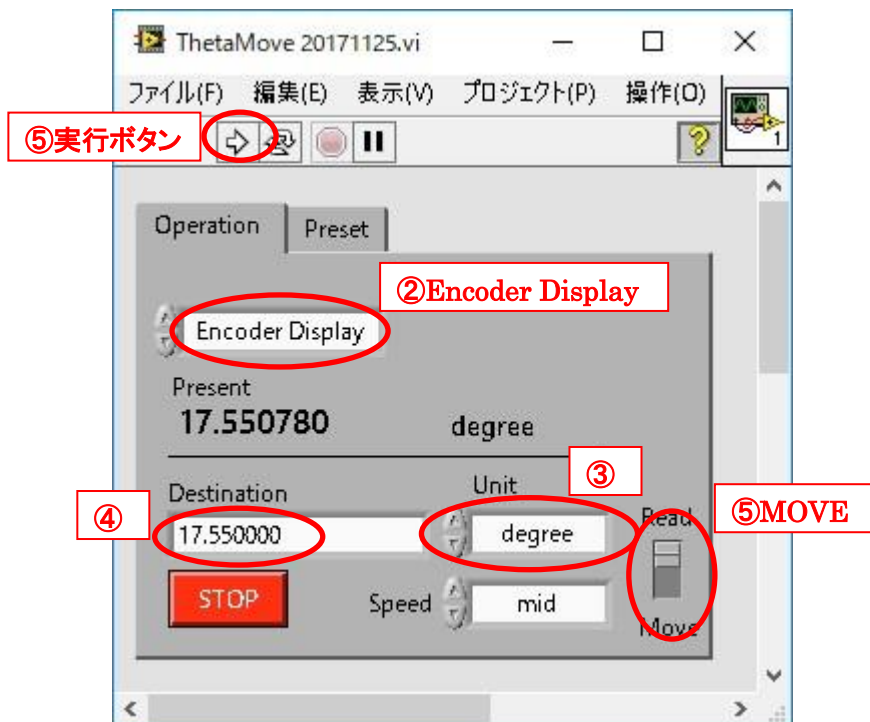 ThetaMove 20171125.vi
ファイル(F) 編集(E) 表示(V) プロジェクト(P) 操作(O)
⑤実行ボタン
1
Operation Preset
②Encoder Display
Encoder Display
Present
17.550780 degree
③
Destination Unit
④
17.550000 degree
Read
⑤MOVE
STOP Speed mid
Move